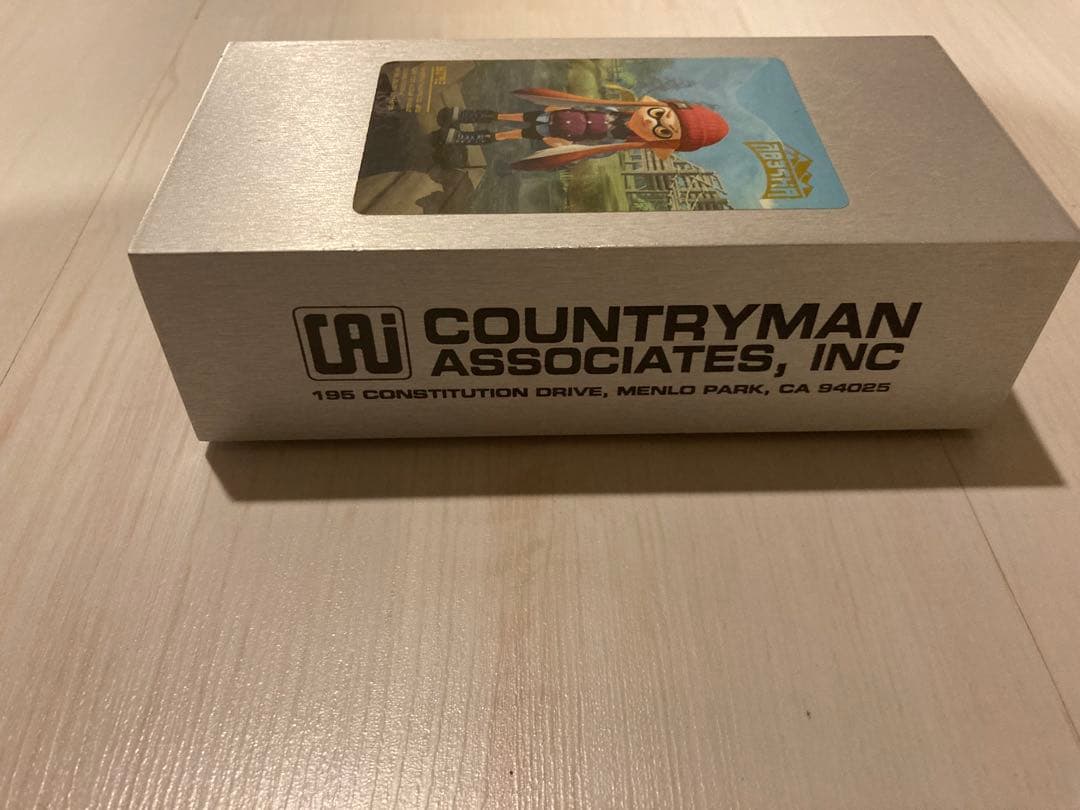 CAi
COUNTRYMAN
ASSOCIATES, INC
195 CONSTITUTION DRIVE, MENLO PARK, CA 94025